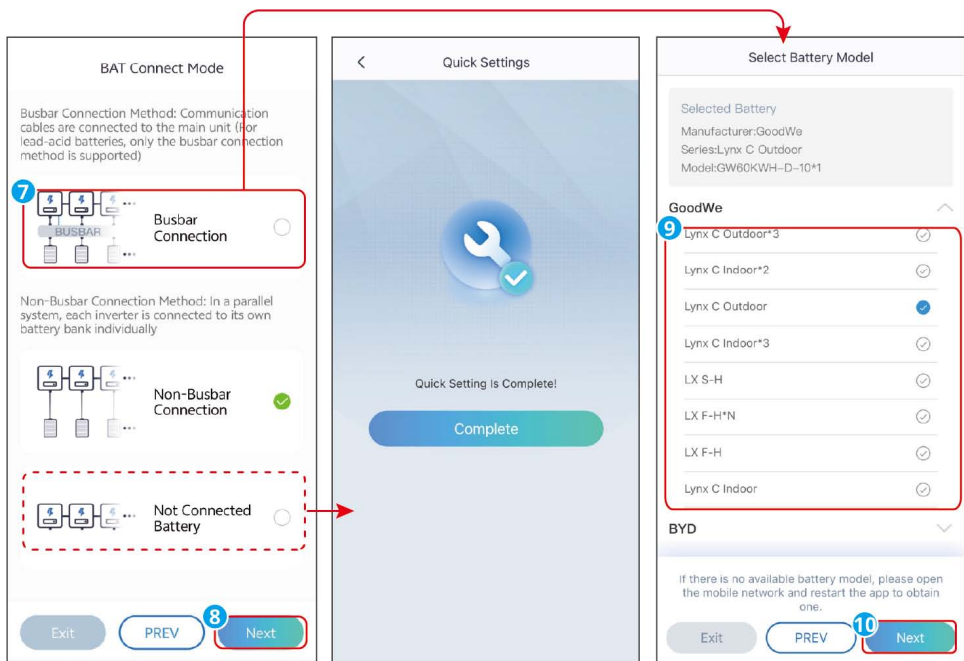 BAT Connect Mode
Busbar Connection Method: Communication
cables are connected to the main unit (For
lead-acid batteries, only the busbar connection
method is supported)
7
BUSBAR
Busbar
Connection
Non-Busbar Connection Method: In a parallel
system, each inverter is connected to its own
battery bank individually
Non-Busbar
Connection
Not Connected
Battery
8
Exit
PREV
Next
Quick Settings
Quick Setting Is Complete!
Complete
Select Battery Model
Selected Battery
Manufacturer:GoodWe
Series:Lynx C Outdoor
Model:GW60KWH-D-10*1
GoodWe
9
Lynx C Outdoor*3
Lynx C Indoor*2
Lynx C Outdoor
Lynx C Indoor*3
LX S-H
LX F-H*N
LX F-H
Lynx C Indoor
BYD
If there is no available battery model, please open
the mobile network and restart the app to obtain
one.
10
Exit
PREV
Next